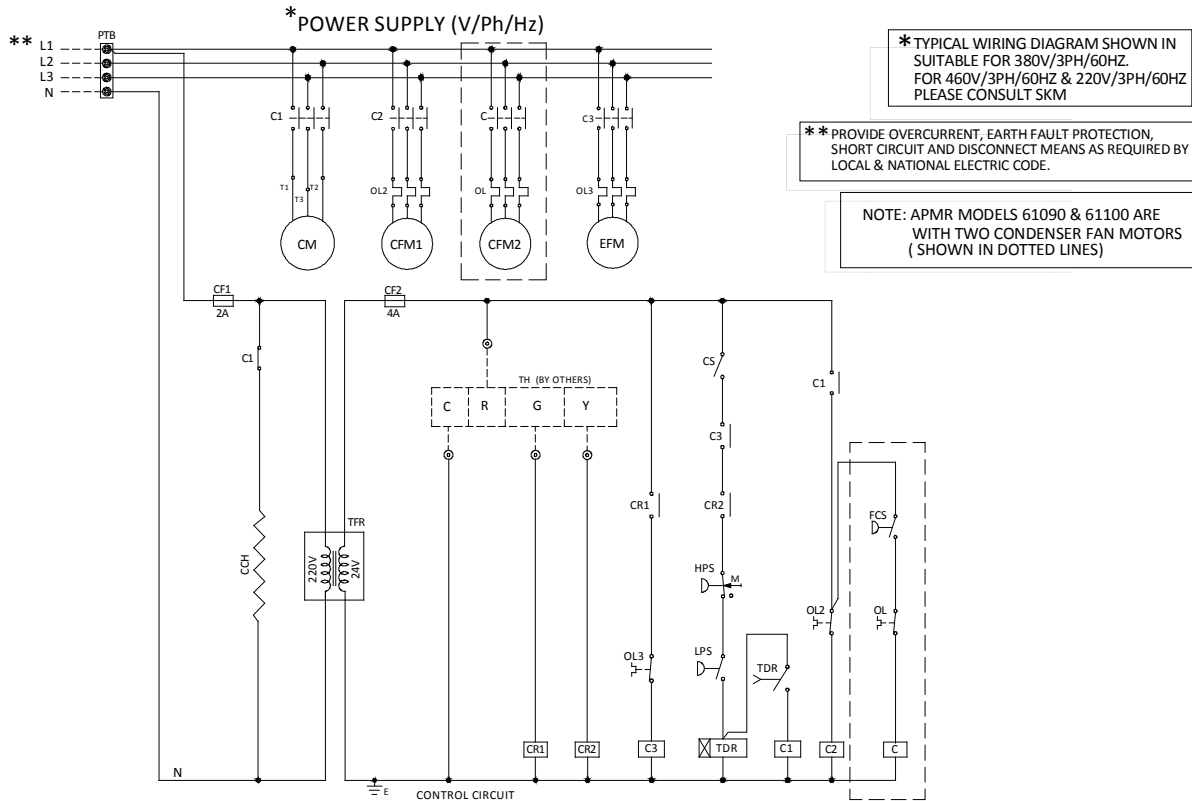 *POWER SUPPLY (V/Ph/Hz)
** L1
L2
L3
N
PTB
C1
C2
C
C3
T1
T3
T2
OL2
OL
OL3
CM
CFM1
CFM2
EFM
* TYPICAL WIRING DIAGRAM SHOWN IN
SUITABLE FOR 380V/3PH/60HZ.
FOR 460V/3PH/60HZ & 220V/3PH/60HZ
PLEASE CONSULT SKM
** PROVIDE OVERCURRENT, EARTH FAULT PROTECTION,
SHORT CIRCUIT AND DISCONNECT MEANS AS REQUIRED BY
LOCAL & NATIONAL ELECTRIC CODE.
NOTE: APMR MODELS 61090 & 61100 ARE
WITH TWO CONDENSER FAN MOTORS
( SHOWN IN DOTTED LINES)
CF1
2A
CF2
4A
C1
CS
C1
TH (BY OTHERS)
C R G Y
C3
CR1
CR2
FCS
CCH
TFR
220V
24V
HPS
M
OL2
OL
OL3
LPS
TDR
CR1
CR2
C3
TDR
C1
C2
C
N
E
CONTROL CIRCUIT